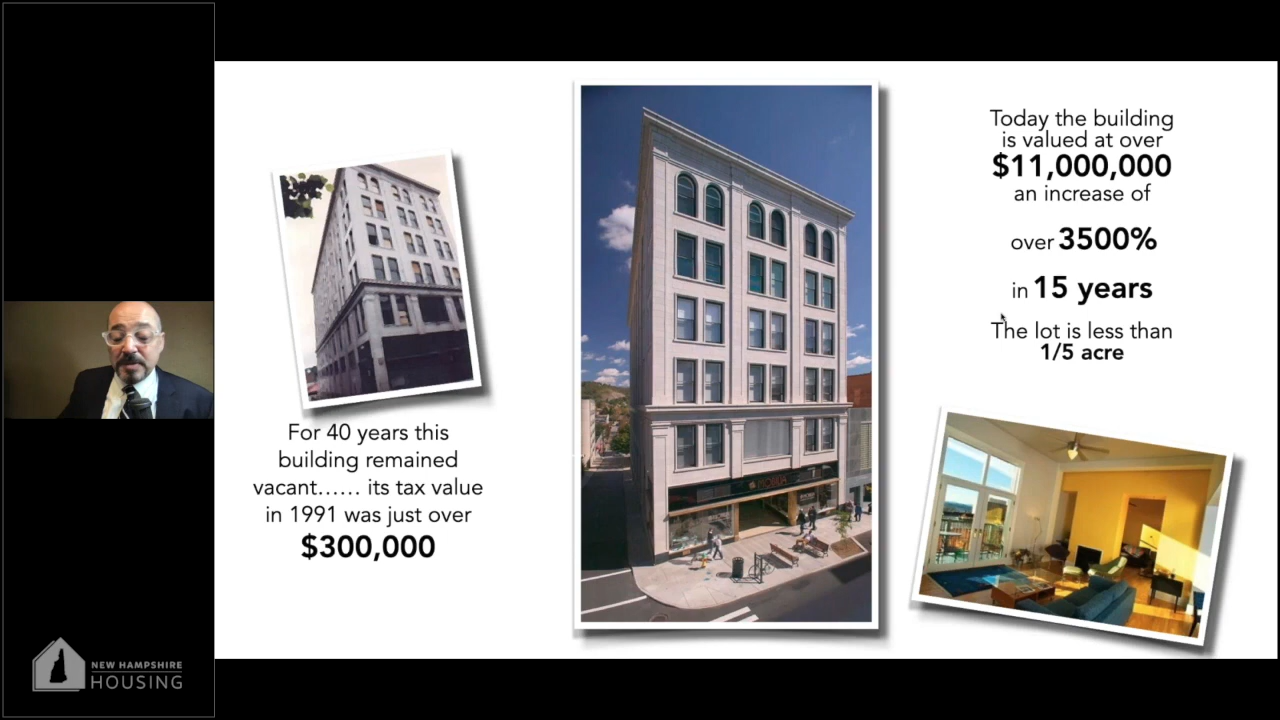 For 40 years this
building remained
vacant...... its tax value
in 1991 was just over
$300,000
Today the building
is valued at over
$11,000,000
an increase of
over 3500%
in 15 years
The lot is less than
1/5 acre
NEW HAMPSHIRE
HOUSING